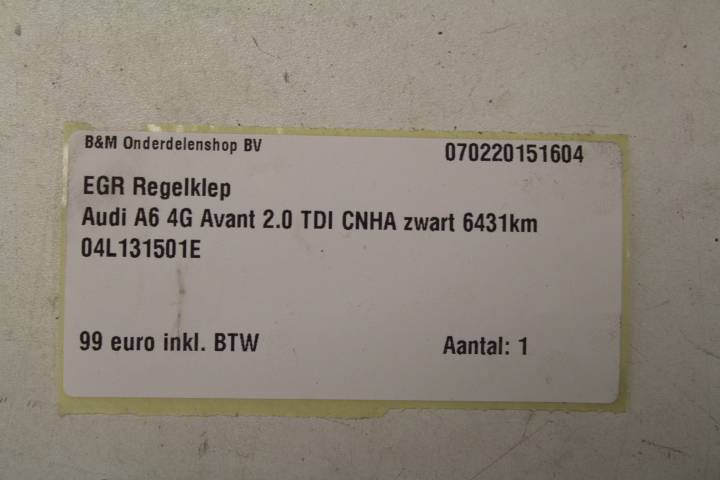 B&M Onderdelenshop BV 070220151604
EGR Regelklep
Audi A6 4G Avant 2.0 TDI CNHA zwart 6431km
04L131501E
99 euro inkl. BTW Aantal: 1